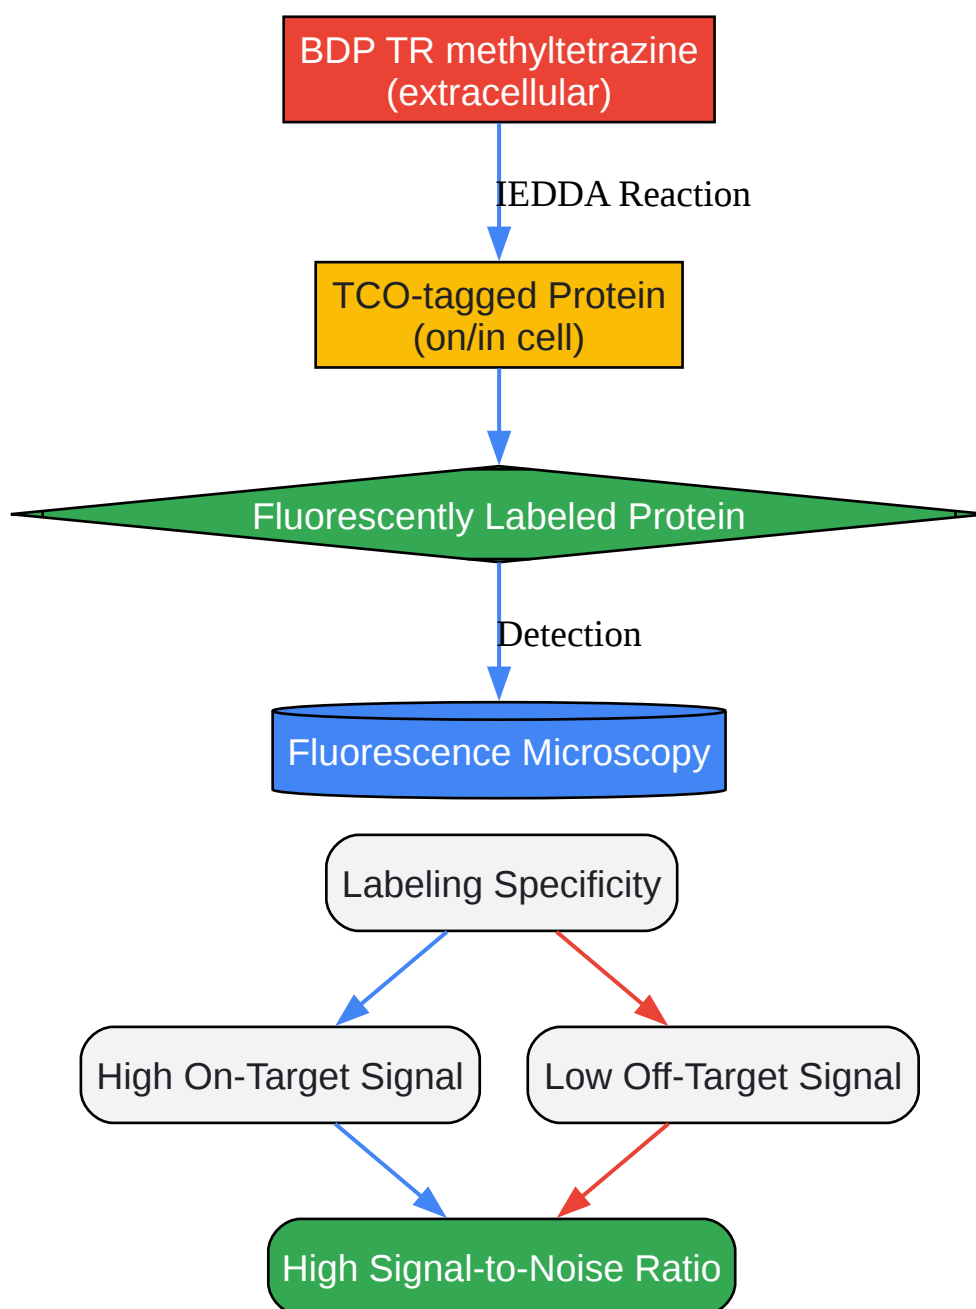 BDP TR methyltetrazine
(extracellular)
IEDDA Reaction
TCO-tagged Protein
(on/in cell)
Fluorescently Labeled Protein
Detection
Fluorescence Microscopy
Labeling Specificity
High On-Target Signal
Low Off-Target Signal
High Signal-to-Noise Ratio